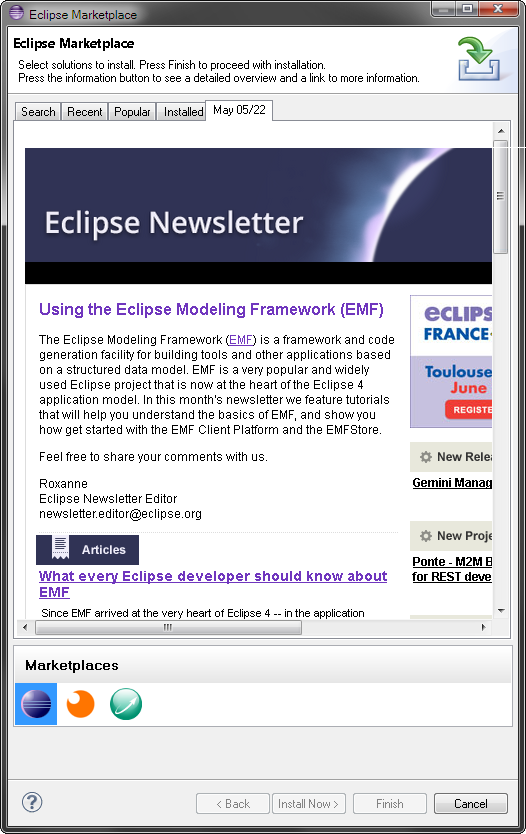 Eclipse Marketplace
Eclipse Marketplace
Select solutions to install. Press Finish to proceed with installation.
Press the information button to see a detailed overview and a link to more information.
Search Recent Popular Installed May 05/22
Eclipse Newsletter
Using the Eclipse Modeling Framework (EMF)
The Eclipse Modeling Framework (EMF) is a framework and code
generation facility for building tools and other applications based
on a structured data model. EMF is a very popular and widely
used Eclipse project that is now at the heart of the Eclipse 4
application model. In this month's newsletter we feature tutorials
that will help you understand the basics of EMF, and show you
how get started with the EMF Client Platform and the EMFStore.
Feel free to share your comments with us.
Roxanne
Eclipse Newsletter Editor
newsletter.editor@eclipse.org
Articles
What every Eclipse developer should know about
EMF
Since EMF arrived at the very heart of Eclipse 4 -- in the application
ECLIPS
FRANCE
Toulouse
June
REGISTE
New Relea
Gemini Manag
New Proje
Ponte - M2M B
for REST deve
Marketplaces
?
< Back Install Now > Finish Cancel